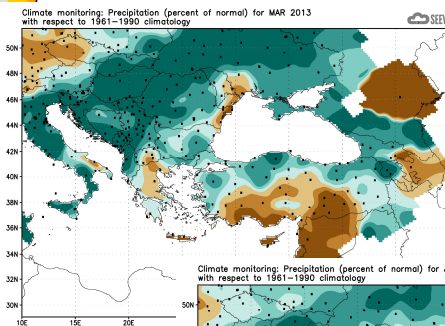 Climate monitoring: Precipitation (percent of normal) for MAR 2013
with respect to 1961−1990 climatology
SEEV
50N
48N
46N
44N
42N
40N
38N
36N
34N
32N
30N
10E 15E 20E
Climate monitoring: Precipitation (percent of normal) for
with respect to 1961−1990 climatology
50N